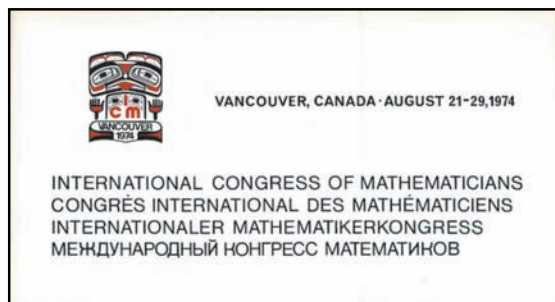 icm
VANCOUVER
1974
VANCOUVER, CANADA · AUGUST 21-29,1974
INTERNATIONAL CONGRESS OF MATHEMATICIANS
CONGRÈS INTERNATIONAL DES MATHÉMATICIENS
INTERNATIONALER MATHEMATIKERKONGRESS
МЕЖДУНАРОДНЫЙ КОНГРЕСС МАТЕМАТИКОВ